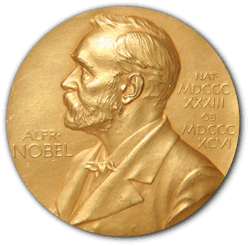 ALFR·
NOBEL
NAT·
MDCCC
XXXIII
OB·
MDCCC
XCVI